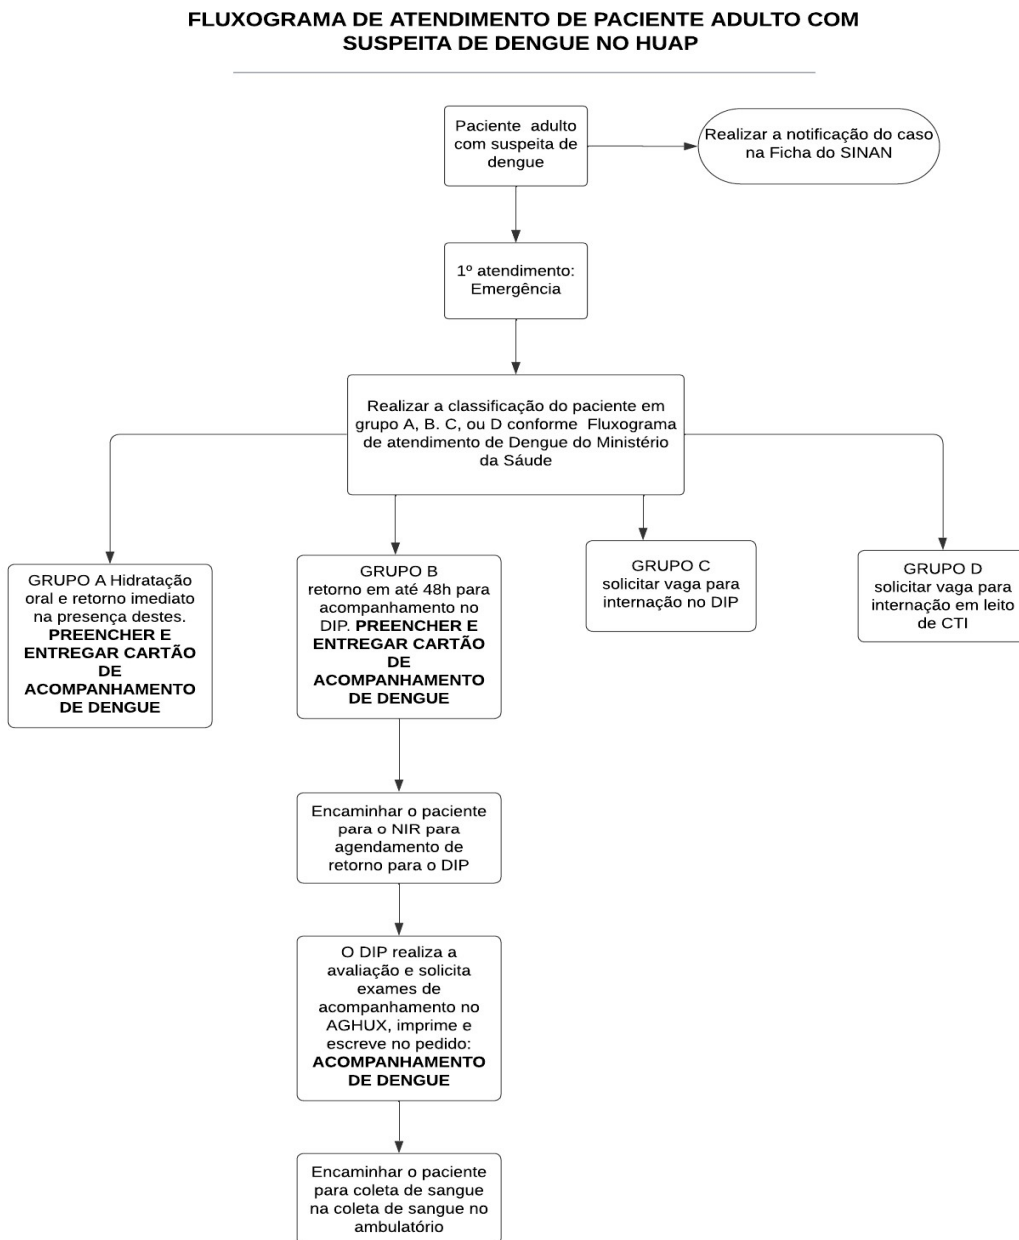 FLUXOGRAMA DE ATENDIMENTO DE PACIENTE ADULTO COM
SUSPEITA DE DENGUE NO HUAP
Paciente adulto
com suspeita de
dengue
Realizar a notificação do caso
na Ficha do SINAN
1º atendimento:
Emergência
Realizar a classificação do paciente em
grupo A, B. C, ou D conforme Fluxograma
de atendimento de Dengue do Ministério
da Sáude
GRUPO A Hidratação
oral e retorno imediato
na presença destes.
PREENCHER E
ENTREGAR CARTÃO
DE
ACOMPANHAMENTO
DE DENGUE
GRUPO B
retorno em até 48h para
acompanhamento no
DIP. PREENCHER E
ENTREGAR CARTÃO
DE
ACOMPANHAMENTO
DE DENGUE
GRUPO C
solicitar vaga para
internação no DIP
GRUPO D
solicitar vaga para
internação em leito
de CTI
Encaminhar o paciente
para o NIR para
agendamento de
retorno para o DIP
O DIP realiza a
avaliação e solicita
exames de
acompanhamento no
AGHUX, imprime e
escreve no pedido:
ACOMPANHAMENTO
DE DENGUE
Encaminhar o paciente
para coleta de sangue
na coleta de sangue no
ambulatório